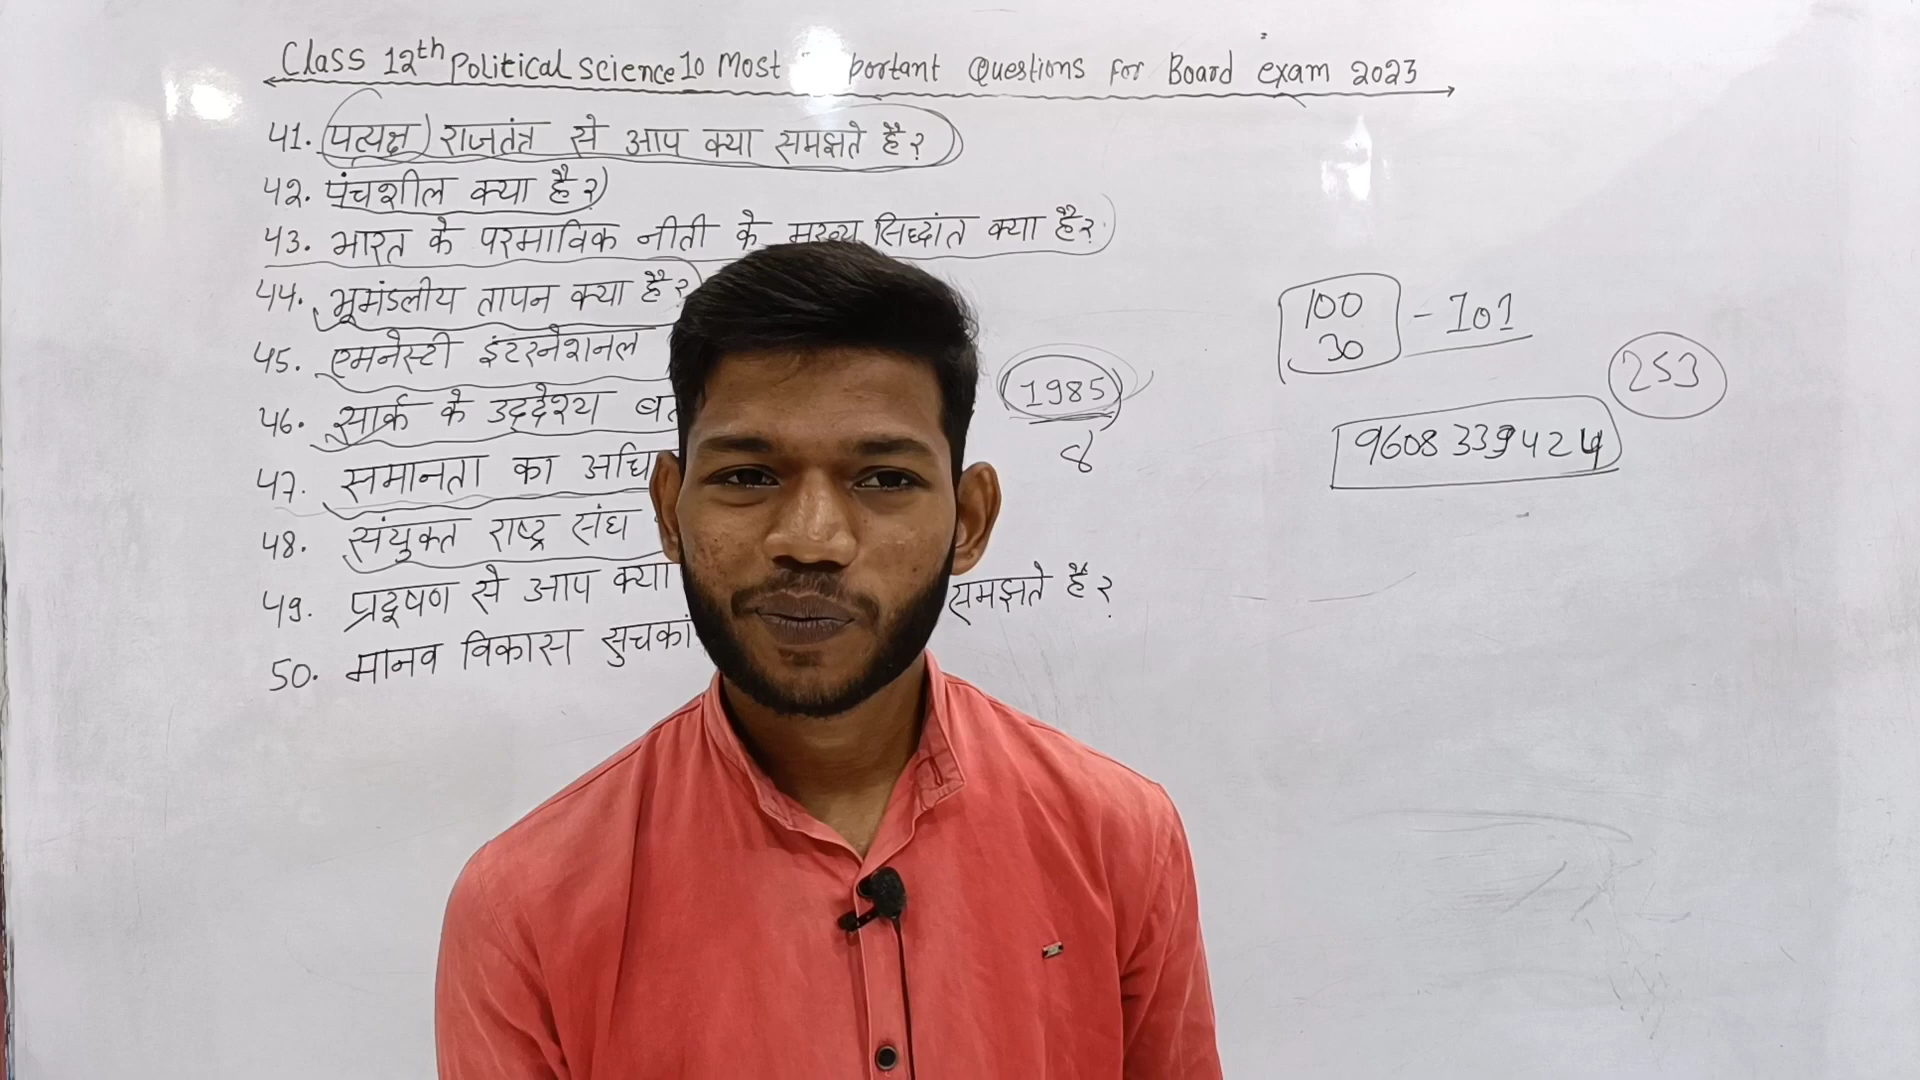 Class 12th Political science 10 Most portant Questions For Board exam 2023
41. पत्यक्ष) राजतंत्र से आप क्या समझते है?
42. पंचशील क्या है?
43. भारत के परमाविक नीती के मुख्य सिध्दांत क्या है?
44. भूमंडलीय तापन क्या है?
45. एमनेस्टी इंटरनेशनल
46. सार्क के उद्देश्य बत
47. समानता का अधि
48. संयुक्त राष्ट्र संघ
49. प्रदूषण से आप क्या
50. मानव विकास सुचकां समझते है?
1985
8
100 - 101
30
253
9608339424